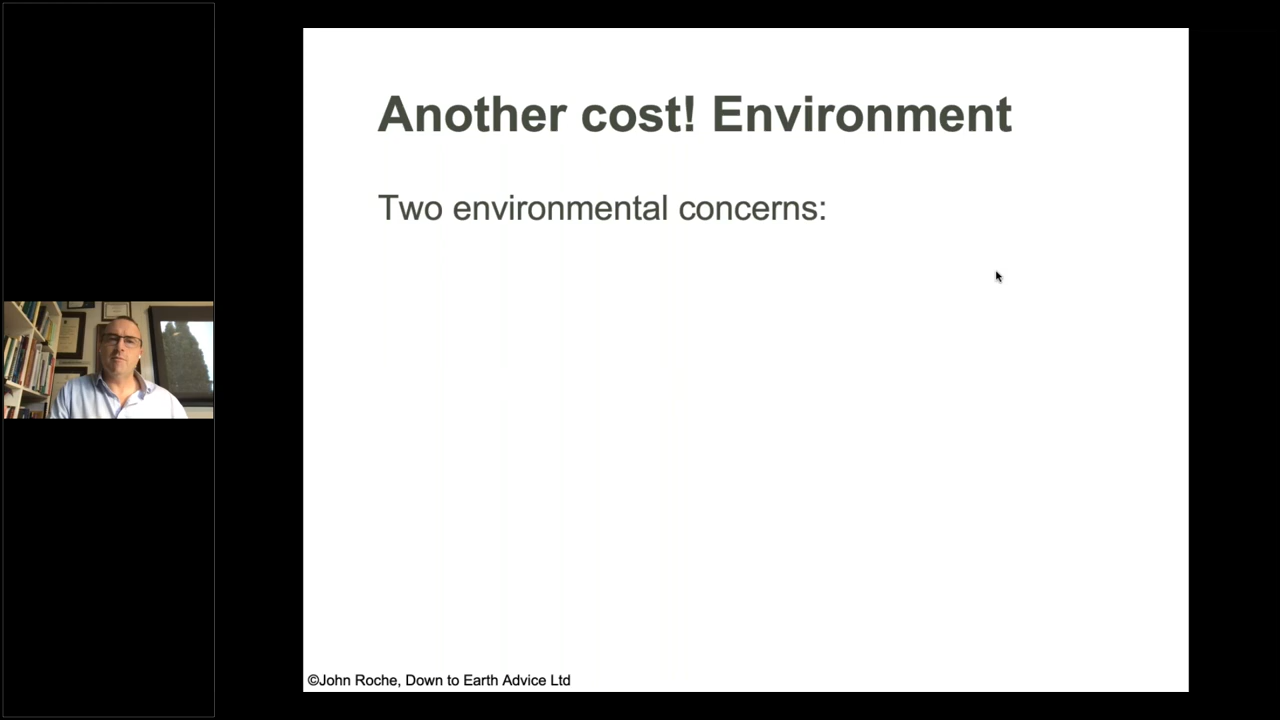 Another cost! Environment
Two environmental concerns:
©John Roche, Down to Earth Advice Ltd